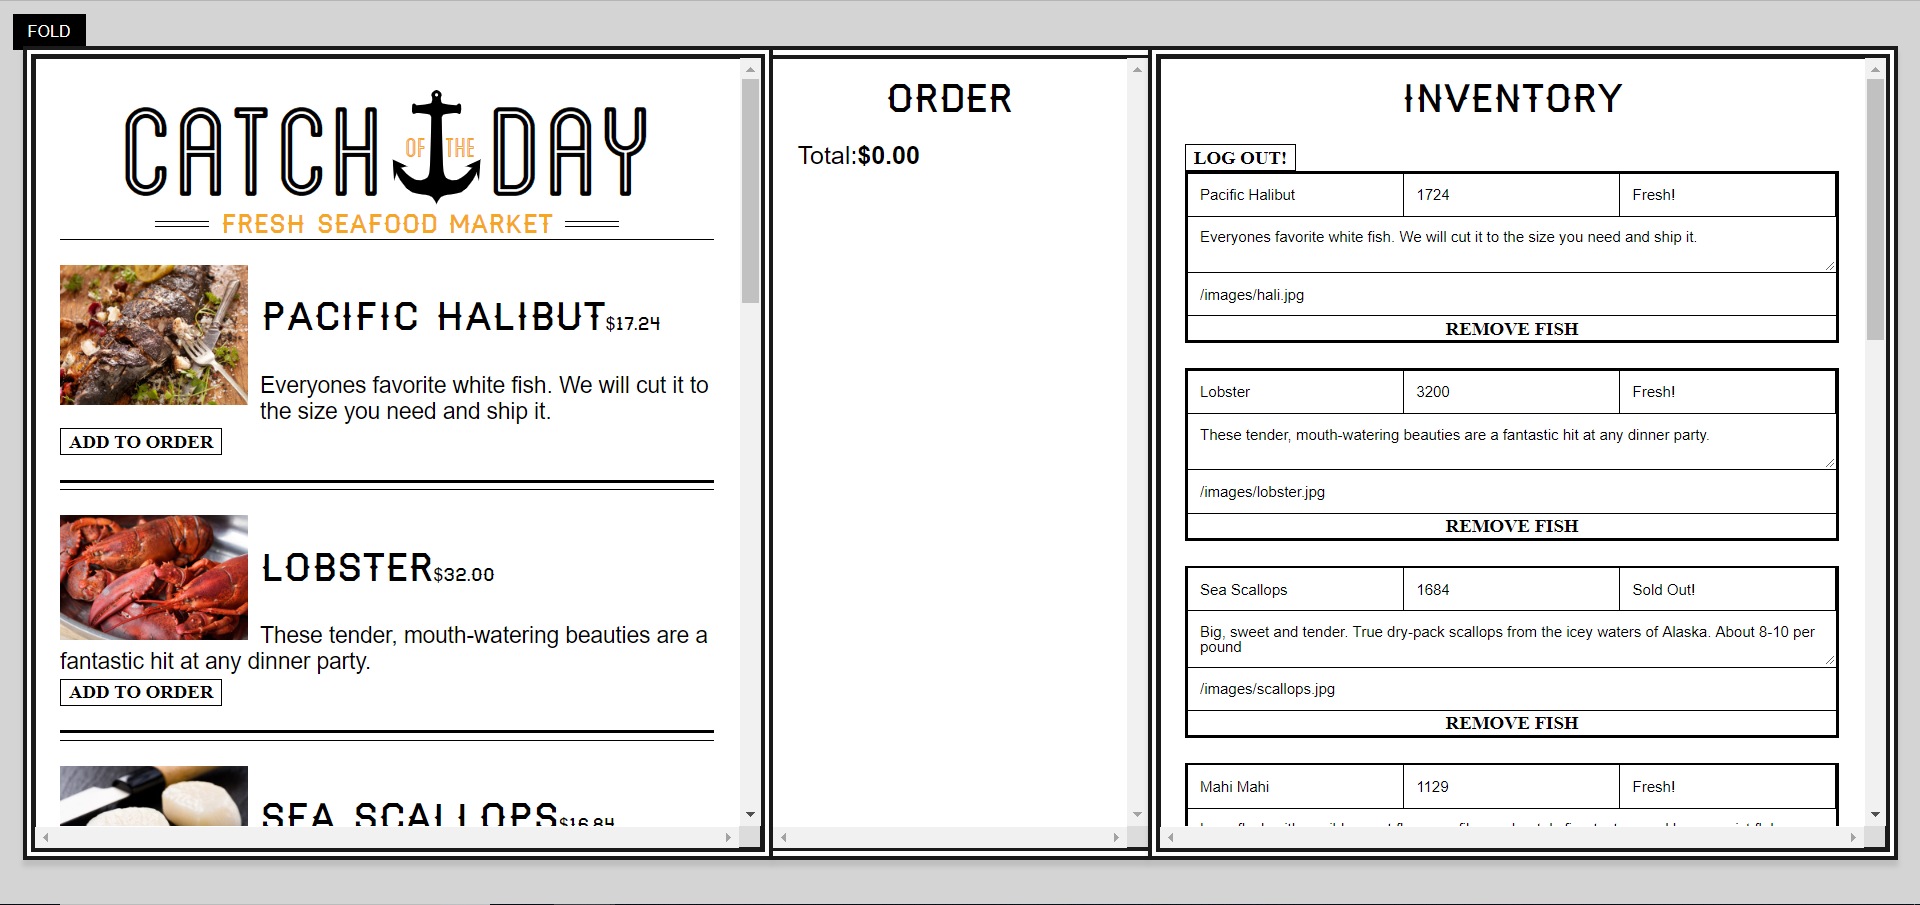 FOLD
CATCH OF THE DAY
FRESH SEAFOOD MARKET
PACIFIC HALIBUT$17.24
Everyones favorite white fish. We will cut it to
the size you need and ship it.
ADD TO ORDER
LOBSTER$32.00
These tender, mouth-watering beauties are a
fantastic hit at any dinner party.
ADD TO ORDER
SEA SCALLOPS$16.84
ORDER
Total:$0.00
INVENTORY
LOG OUT!
Pacific Halibut 1724 Fresh!
Everyones favorite white fish. We will cut it to the size you need and ship it.
/images/hali.jpg
REMOVE FISH
Lobster 3200 Fresh!
These tender, mouth-watering beauties are a fantastic hit at any dinner party.
/images/lobster.jpg
REMOVE FISH
Sea Scallops 1684 Sold Out!
Big, sweet and tender. True dry-pack scallops from the icey waters of Alaska. About 8-10 per
pound
/images/scallops.jpg
REMOVE FISH
Mahi Mahi 1129 Fresh!